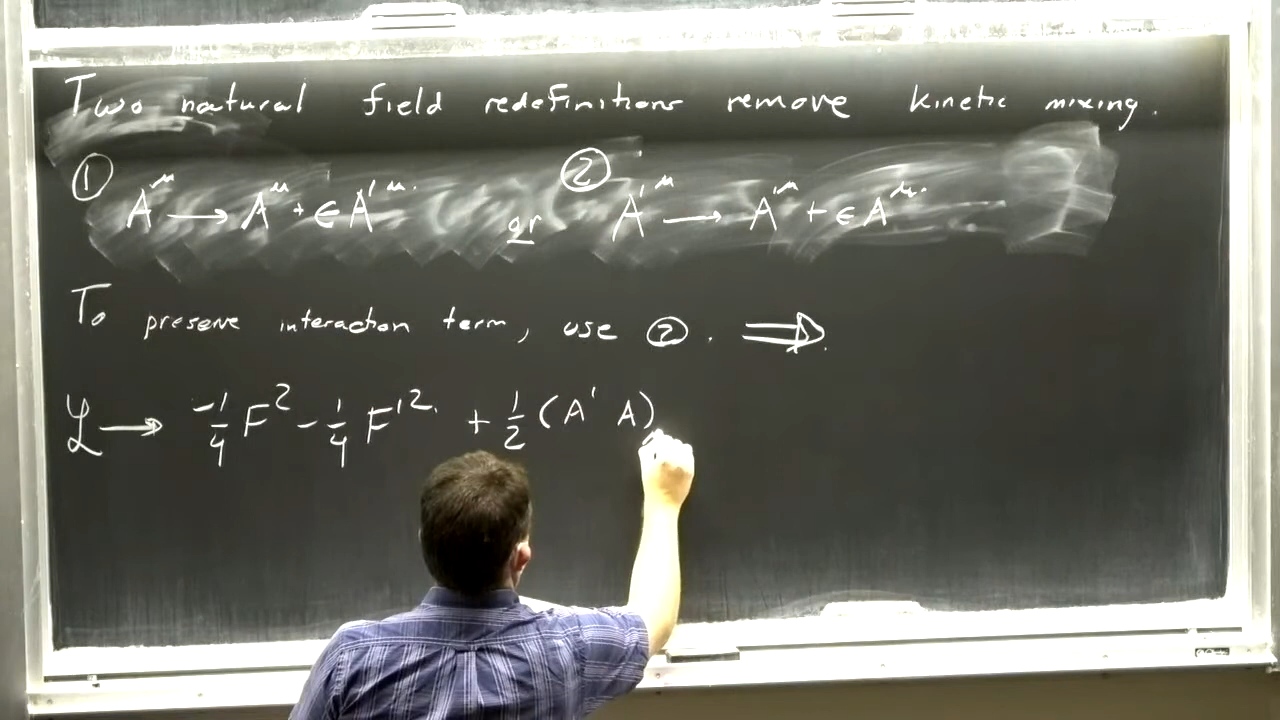 Two natural field redefinitions remove kinetic mixing.
① A^μ → A^μ + ϵA'^μ. or ② A'^μ → A'^μ + ϵA^μ.
To preserve interaction term, use ②. ⇒
ℒ → -1/4 F^2 - 1/4 F'^2 + 1/2 (A' A)